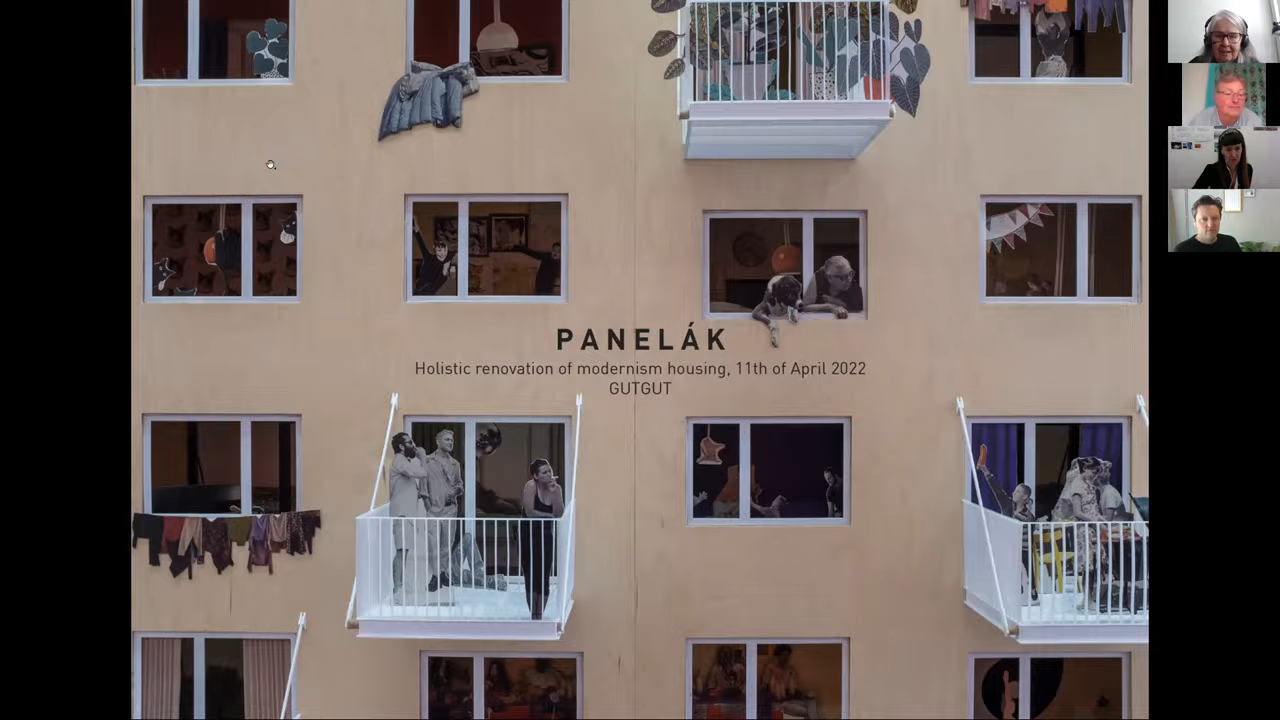 PANELÁK
Holistic renovation of modernism housing, 11th of April 2022
GUTGUT